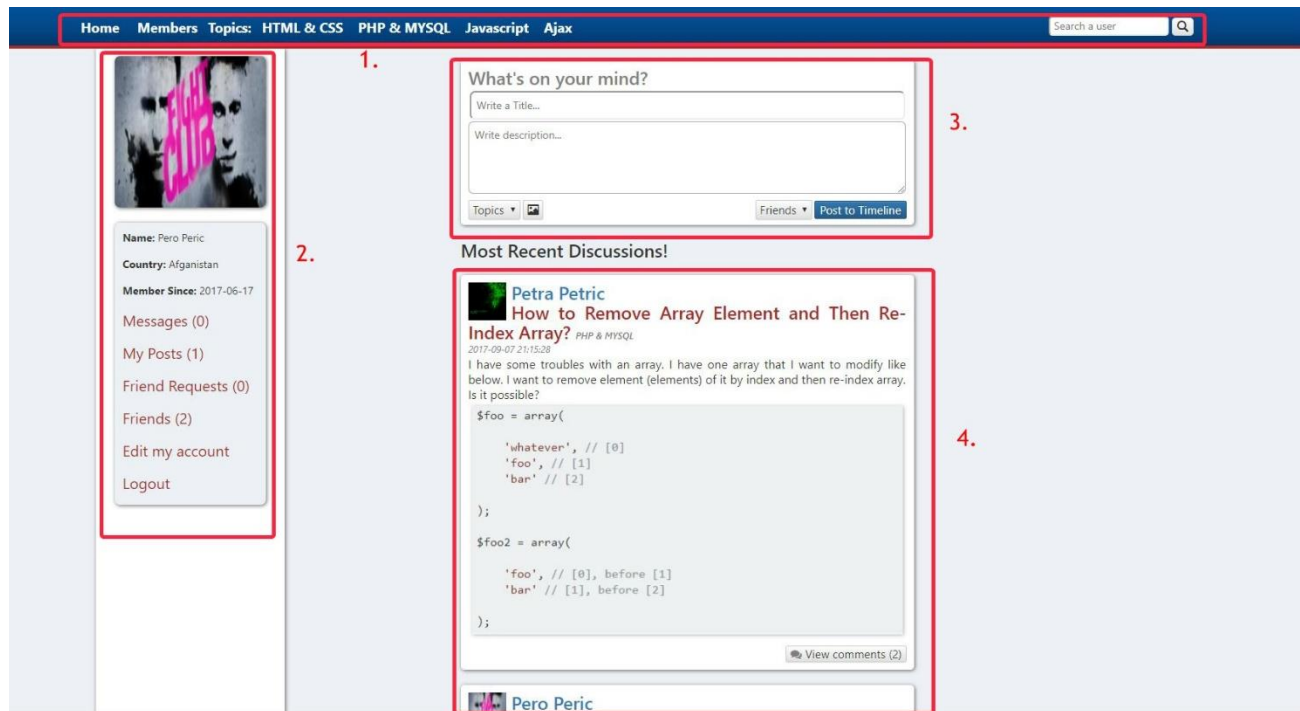 Home Members Topics: HTML & CSS PHP & MYSQL Javascript Ajax Search a user
1.
FIGHT
CLUB
Name: Pero Peric
Country: Afganistan
Member Since: 2017-06-17
Messages (0)
My Posts (1)
Friend Requests (0)
Friends (2)
Edit my account
Logout
2.
What's on your mind?
Write a Title...
Write description...
Topics ▾ Friends ▾ Post to Timeline
3.
Most Recent Discussions!
Petra Petric
How to Remove Array Element and Then Re-
Index Array? PHP & MYSQL
2017-09-07 21:15:28
I have some troubles with an array. I have one array that I want to modify like
below. I want to remove element (elements) of it by index and then re-index array.
Is it possible?
$foo = array(
'whatever', // [0]
'foo', // [1]
'bar' // [2]
);
$foo2 = array(
'foo', // [0], before [1]
'bar' // [1], before [2]
);
View comments (2)
4.
Pero Peric